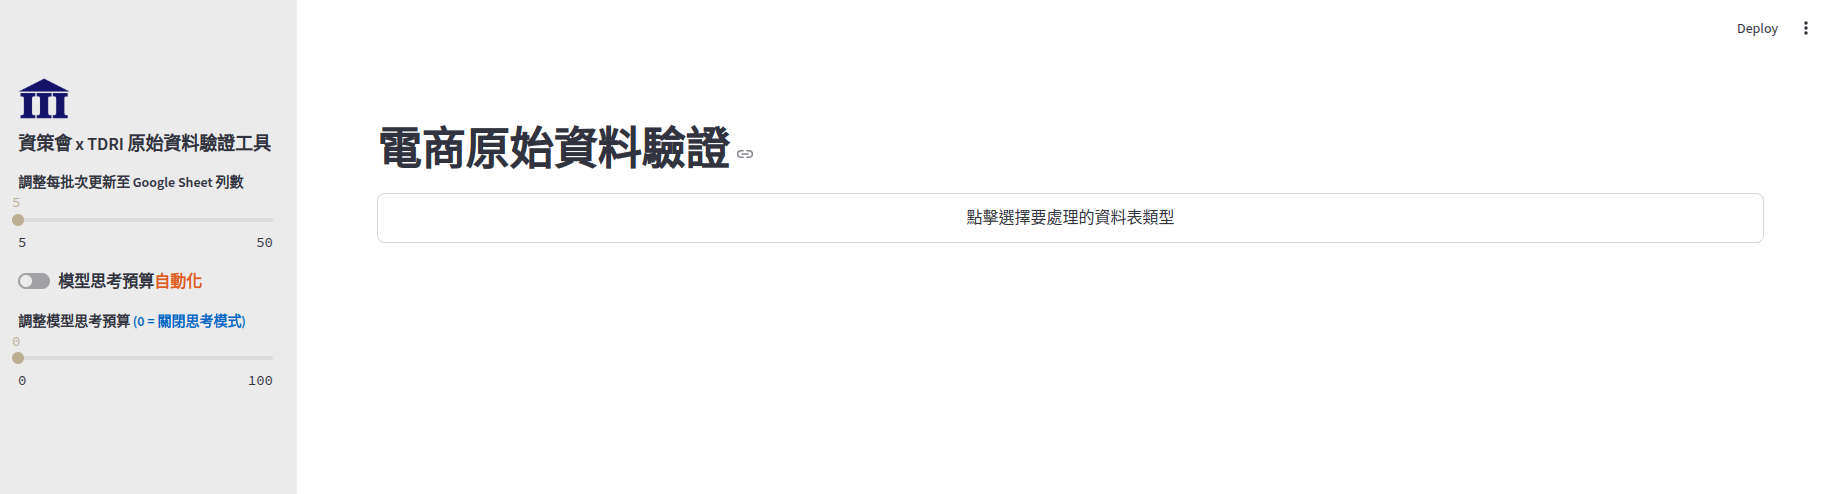 Deploy
資策會 x TDRI 原始資料驗證工具
調整每批次更新至 Google Sheet 列數
5
5 50
模型思考預算自動化
調整模型思考預算 (0 = 關閉思考模式)
0
0 100
電商原始資料驗證
點擊選擇要處理的資料表類型